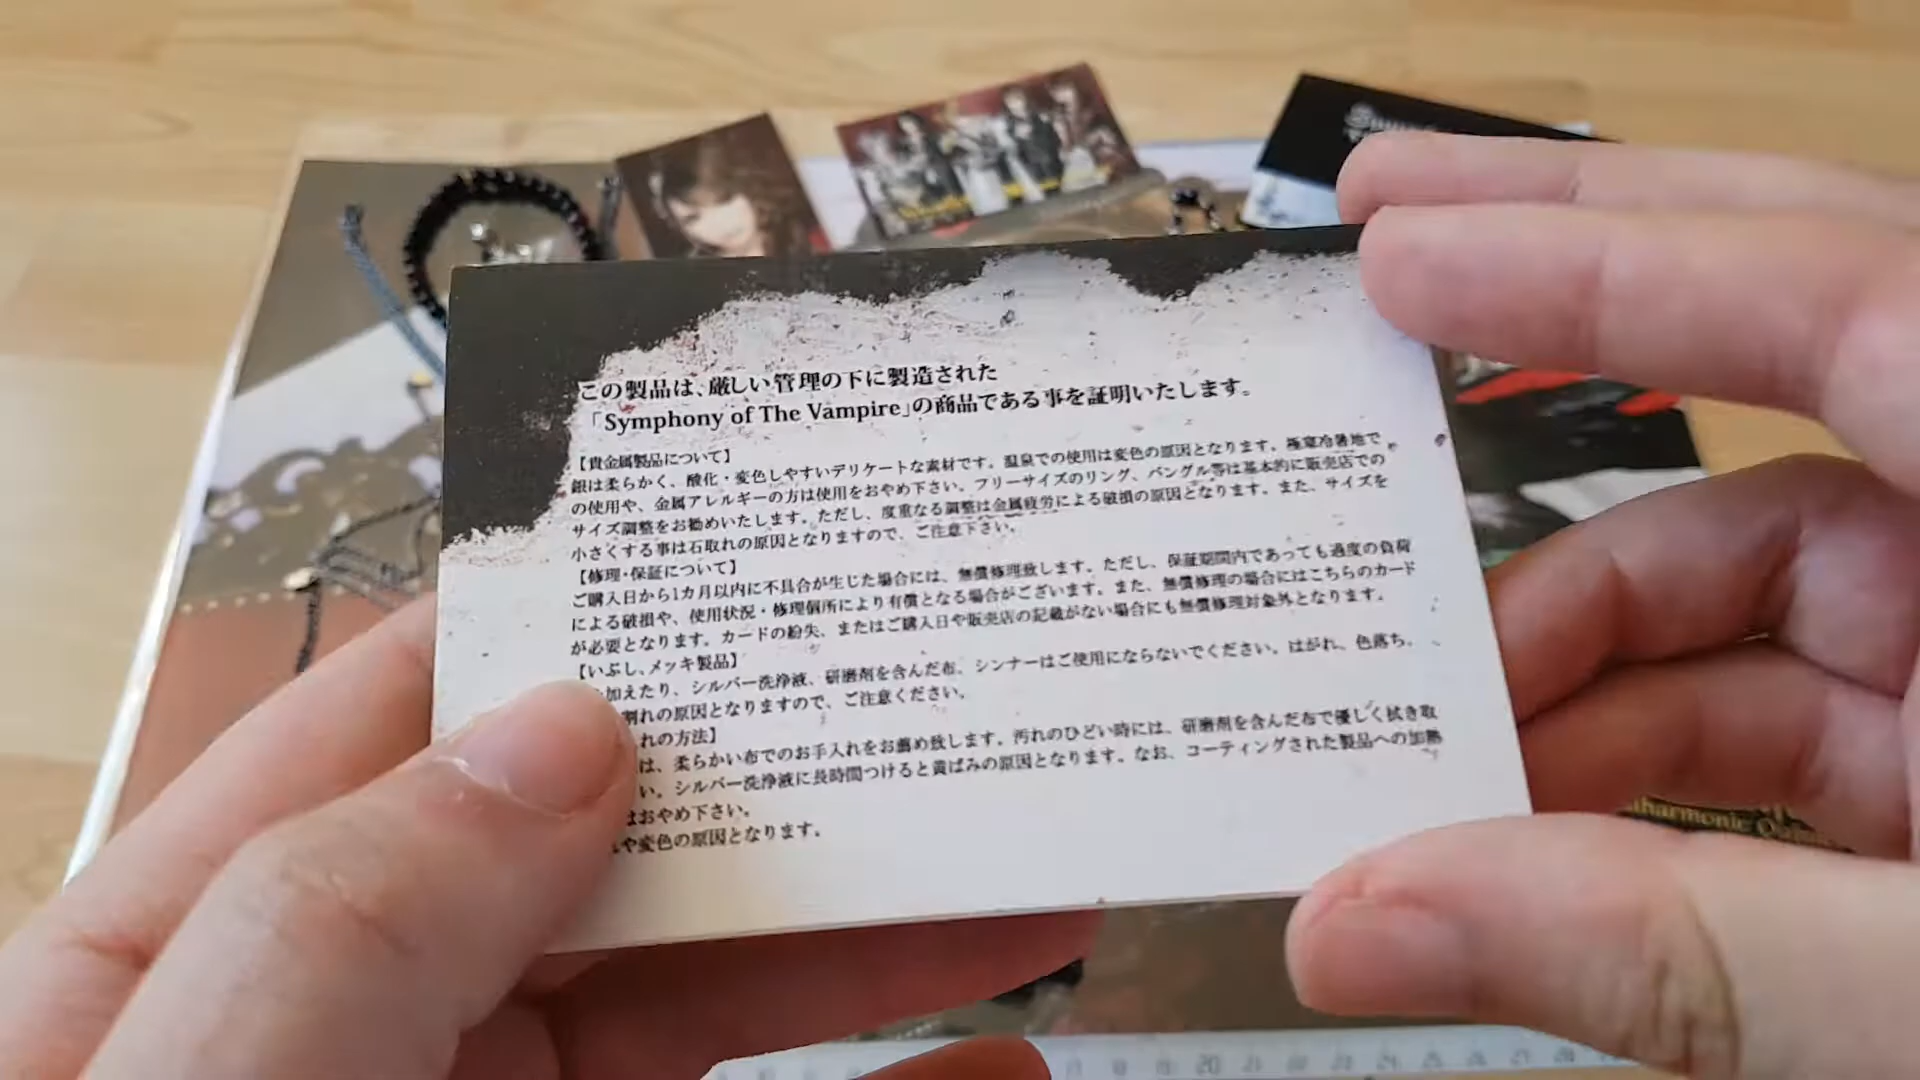 この製品は、厳しい管理の下に製造された
「Symphony of The Vampire」の商品である事を証明いたします。
【貴金属製品について】
銀は柔らかく、酸化・変色しやすいデリケートな素材です。温泉での使用は変色の原因となります。極寒冷暑地で
の使用や、金属アレルギーの方は使用をおやめ下さい。フリーサイズのリング、バングル等は基本的に販売店での
サイズ調整をお勧めいたします。ただし、度重なる調整は金属疲労による破損の原因となります。また、サイズを
小さくする事は石取れの原因となりますので、ご注意下さい。
【修理・保証について】
ご購入日から1カ月以内に不具合が生じた場合には、無償修理致します。ただし、保証期間内であっても過度の負荷
による破損や、使用状況・修理個所により有償となる場合がございます。また、無償修理の場合にはこちらのカード
が必要となります。カードの紛失、またはご購入日や販売店の記載がない場合にも無償修理対象外となります。
【いぶし、メッキ製品】
加えたり、シルバー洗浄液、研磨剤を含んだ布、シンナーはご使用にならないでください。はがれ、色落ち、
割れの原因となりますので、ご注意ください。
れの方法】
は、柔らかい布でのお手入れをお薦め致します。汚れのひどい時には、研磨剤を含んだ布で優しく拭き取
い。シルバー洗浄液に長時間つけると黄ばみの原因となります。なお、コーティングされた製品への加熱
はおやめ下さい。
や変色の原因となります。